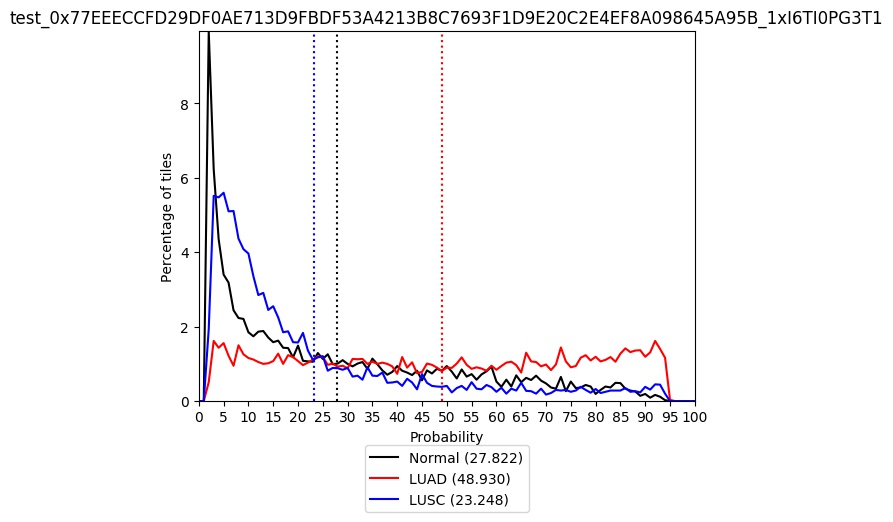 test_0x77EEECCFD29DF0AE713D9FBDF53A4213B8C7693F1D9E20C2E4EF8A098645A95B_1xI6TI0PG3T1
8
6
4
2
0
Percentage of tiles
0 5 10 15 20 25 30 35 40 45 50 55 60 65 70 75 80 85 90 95 100
Probability
Normal (27.822)
LUAD (48.930)
LUSC (23.248)